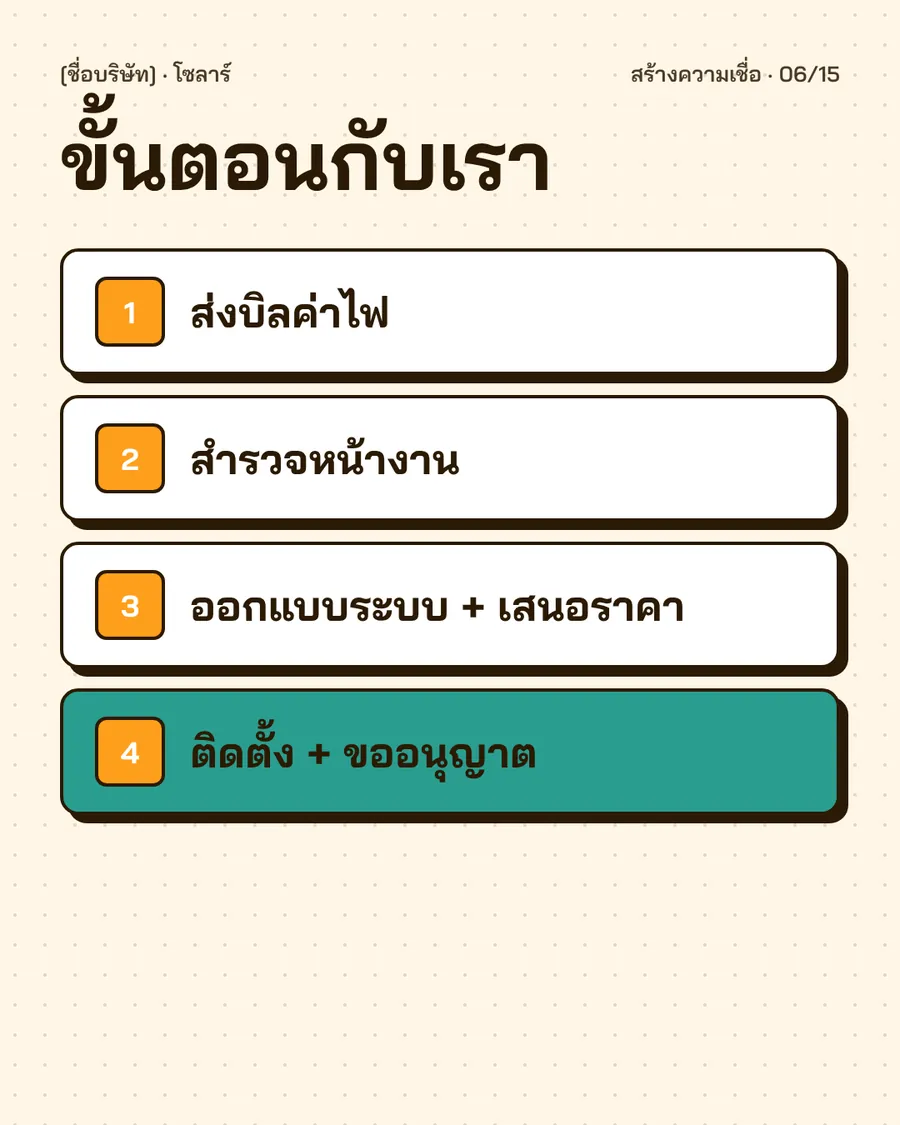 [ชื่อบริษัท] · โซลาร์
สร้างความเชื่อ · 06/15
ขั้นตอนกับเรา
1 ส่งบิลค่าไฟ
2 สำรวจหน้างาน
3 ออกแบบระบบ + เสนอราคา
4 ติดตั้ง + ขออนุญาต